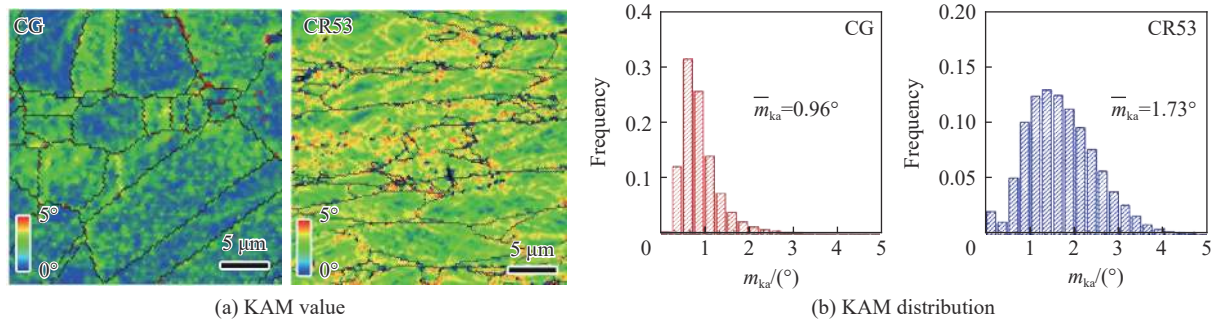 CG
5°
0°
5 μm
CR53
5°
0°
5 μm
(a) KAM value
Frequency
0.4
0.3
0.2
0.1
0
1
2
3
4
5
CG
m̅ₖₐ=0.96°
mₖₐ/(°)
Frequency
0.20
0.15
0.10
0.05
0
1
2
3
4
5
CR53
m̅ₖₐ=1.73°
mₖₐ/(°)
(b) KAM distribution